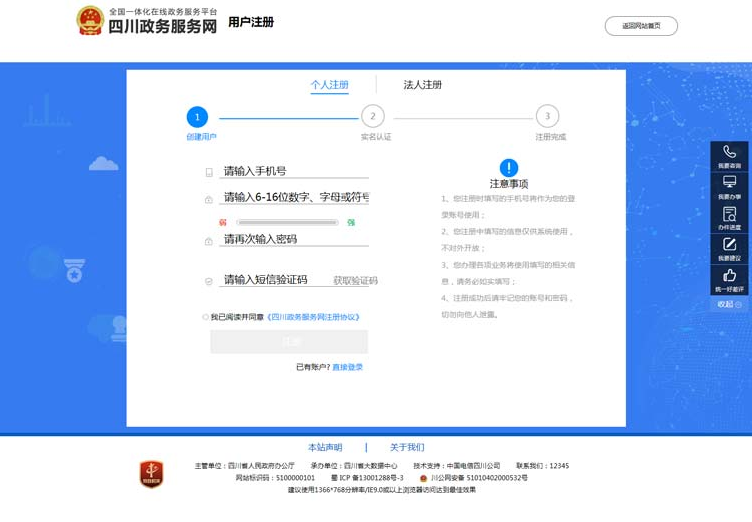 全国一体化在线政务服务平台
四川政务服务网 用户注册
返回网站首页
个人注册 法人注册
1 2 3
创建用户 实名认证 注册完成
请输入手机号
请输入6-16位数字、字母或符号
弱 强
请再次输入密码
请输入短信验证码 获取验证码
我已阅读并同意《四川政务服务网注册协议》
注册
已有账户? 直接登录
注意事项
1、您注册时填写的手机号将作为您的登
录账号使用；
2、您注册中填写的信息仅供系统使用，
不对外开放；
3、您办理各项业务将使用填写的相关信
息，请务必如实填写；
4、注册成功后请牢记您的账号和密码，
切勿向他人泄露。
我要咨询
我要办事
办件进度
我要建议
统一好差评
收起
本站声明 | 关于我们
主管单位：四川省人民政府办公厅 承办单位：四川省大数据中心 技术支持：中国电信四川公司 联系我们：12345
网站标识码：5100000101 蜀 ICP 备13001288号-3 川公网安备 51010402000532号
建议使用1366*768分辨率/IE9.0或以上浏览器访问达到最佳效果